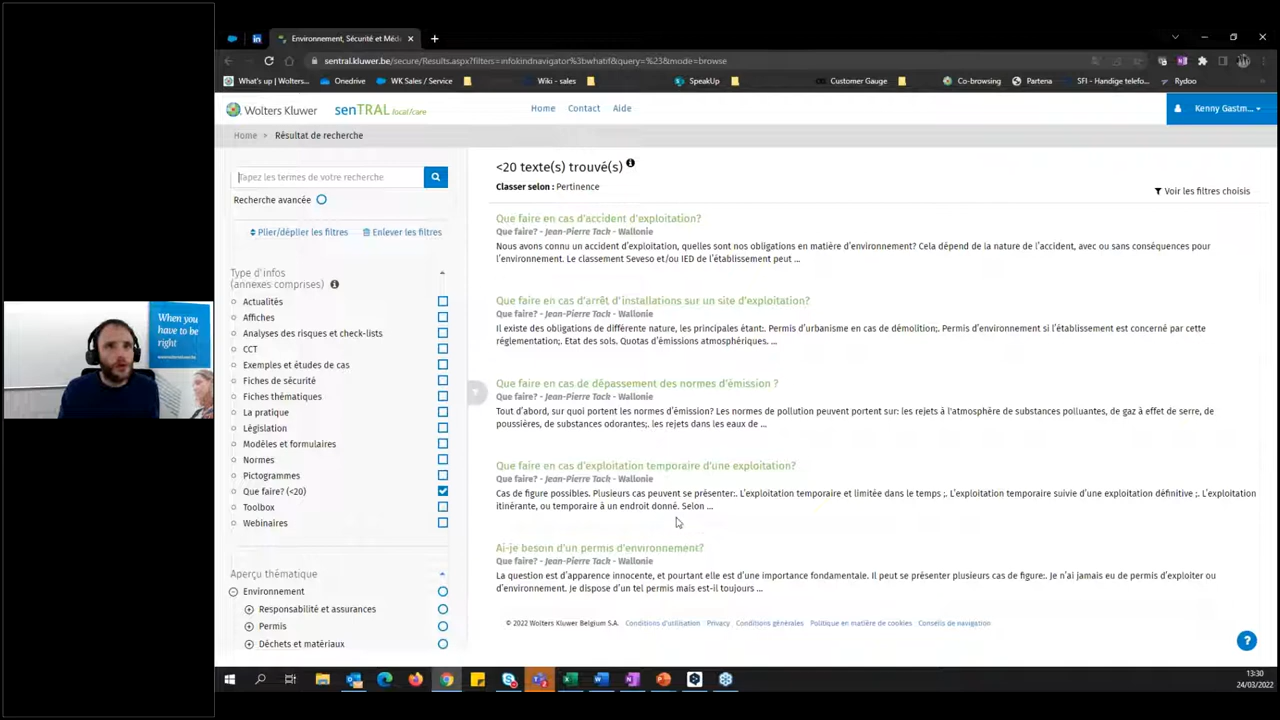 Environnement, Sécurité et Méd
sentral.kluwer.be/secure/Results.aspx?filters=infokindnavigator%3bwhatif&query=%23&mode=browse
What's up | Wolters... Onedrive WK Sales / Service Wiki - sales SpeakUp Customer Gauge Co-browsing Partena SFI - Handige telefo... Rydoo
Wolters Kluwer senTRAL local/care Home Contact Aide Kenny Gastm...
Home > Résultat de recherche
Tapez les termes de votre recherche
Recherche avancée
Plier/déplier les filtres Enlever les filtres
Type d'infos
(annexes comprises)
Actualités
Affiches
Analyses des risques et check-lists
CCT
Exemples et études de cas
Fiches de sécurité
Fiches thématiques
La pratique
Législation
Modèles et formulaires
Normes
Pictogrammes
Que faire? (<20)
Toolbox
Webinaires
Aperçu thématique
Environnement
Responsabilité et assurances
Permis
Déchets et matériaux
<20 texte(s) trouvé(s)
Classer selon : Pertinence
Voir les filtres choisis
Que faire en cas d'accident d'exploitation?
Que faire? - Jean-Pierre Tack - Wallonie
Nous avons connu un accident d'exploitation, quelles sont nos obligations en matière d'environnement? Cela dépend de la nature de l'accident, avec ou sans conséquences pour
l'environnement. Le classement Seveso et/ou IED de l'établissement peut ...
Que faire en cas d'arrêt d'installations sur un site d'exploitation?
Que faire? - Jean-Pierre Tack - Wallonie
Il existe des obligations de différente nature, les principales étant:. Permis d'urbanisme en cas de démolition;. Permis d'environnement si l'établissement est concerné par cette
réglementation;. Etat des sols. Quotas d'émissions atmosphériques. ...
Que faire en cas de dépassement des normes d'émission ?
Que faire? - Jean-Pierre Tack - Wallonie
Tout d'abord, sur quoi portent les normes d'émission? Les normes de pollution peuvent portent sur: les rejets à l'atmosphère de substances polluantes, de gaz à effet de serre, de
poussières, de substances odorantes;. les rejets dans les eaux de ...
Que faire en cas d'exploitation temporaire d'une exploitation?
Que faire? - Jean-Pierre Tack - Wallonie
Cas de figure possibles. Plusieurs cas peuvent se présenter:. L'exploitation temporaire et limitée dans le temps ;. L'exploitation temporaire suivie d'une exploitation définitive ;. L'exploitation
itinérante, ou temporaire à un endroit donné. Selon ...
Ai-je besoin d'un permis d'environnement?
Que faire? - Jean-Pierre Tack - Wallonie
La question est d'apparence innocente, et pourtant elle est d'une importance fondamentale. Il peut se présenter plusieurs cas de figure:. Je n'ai jamais eu de permis d'exploiter ou
d'environnement. Je dispose d'un tel permis mais est-il toujours ...
© 2022 Wolters Kluwer Belgium S.A. Conditions d'utilisation Privacy Conditions générales Politique en matière de cookies Conseils de navigation
When you
have to be
right
13:30
24/03/2022